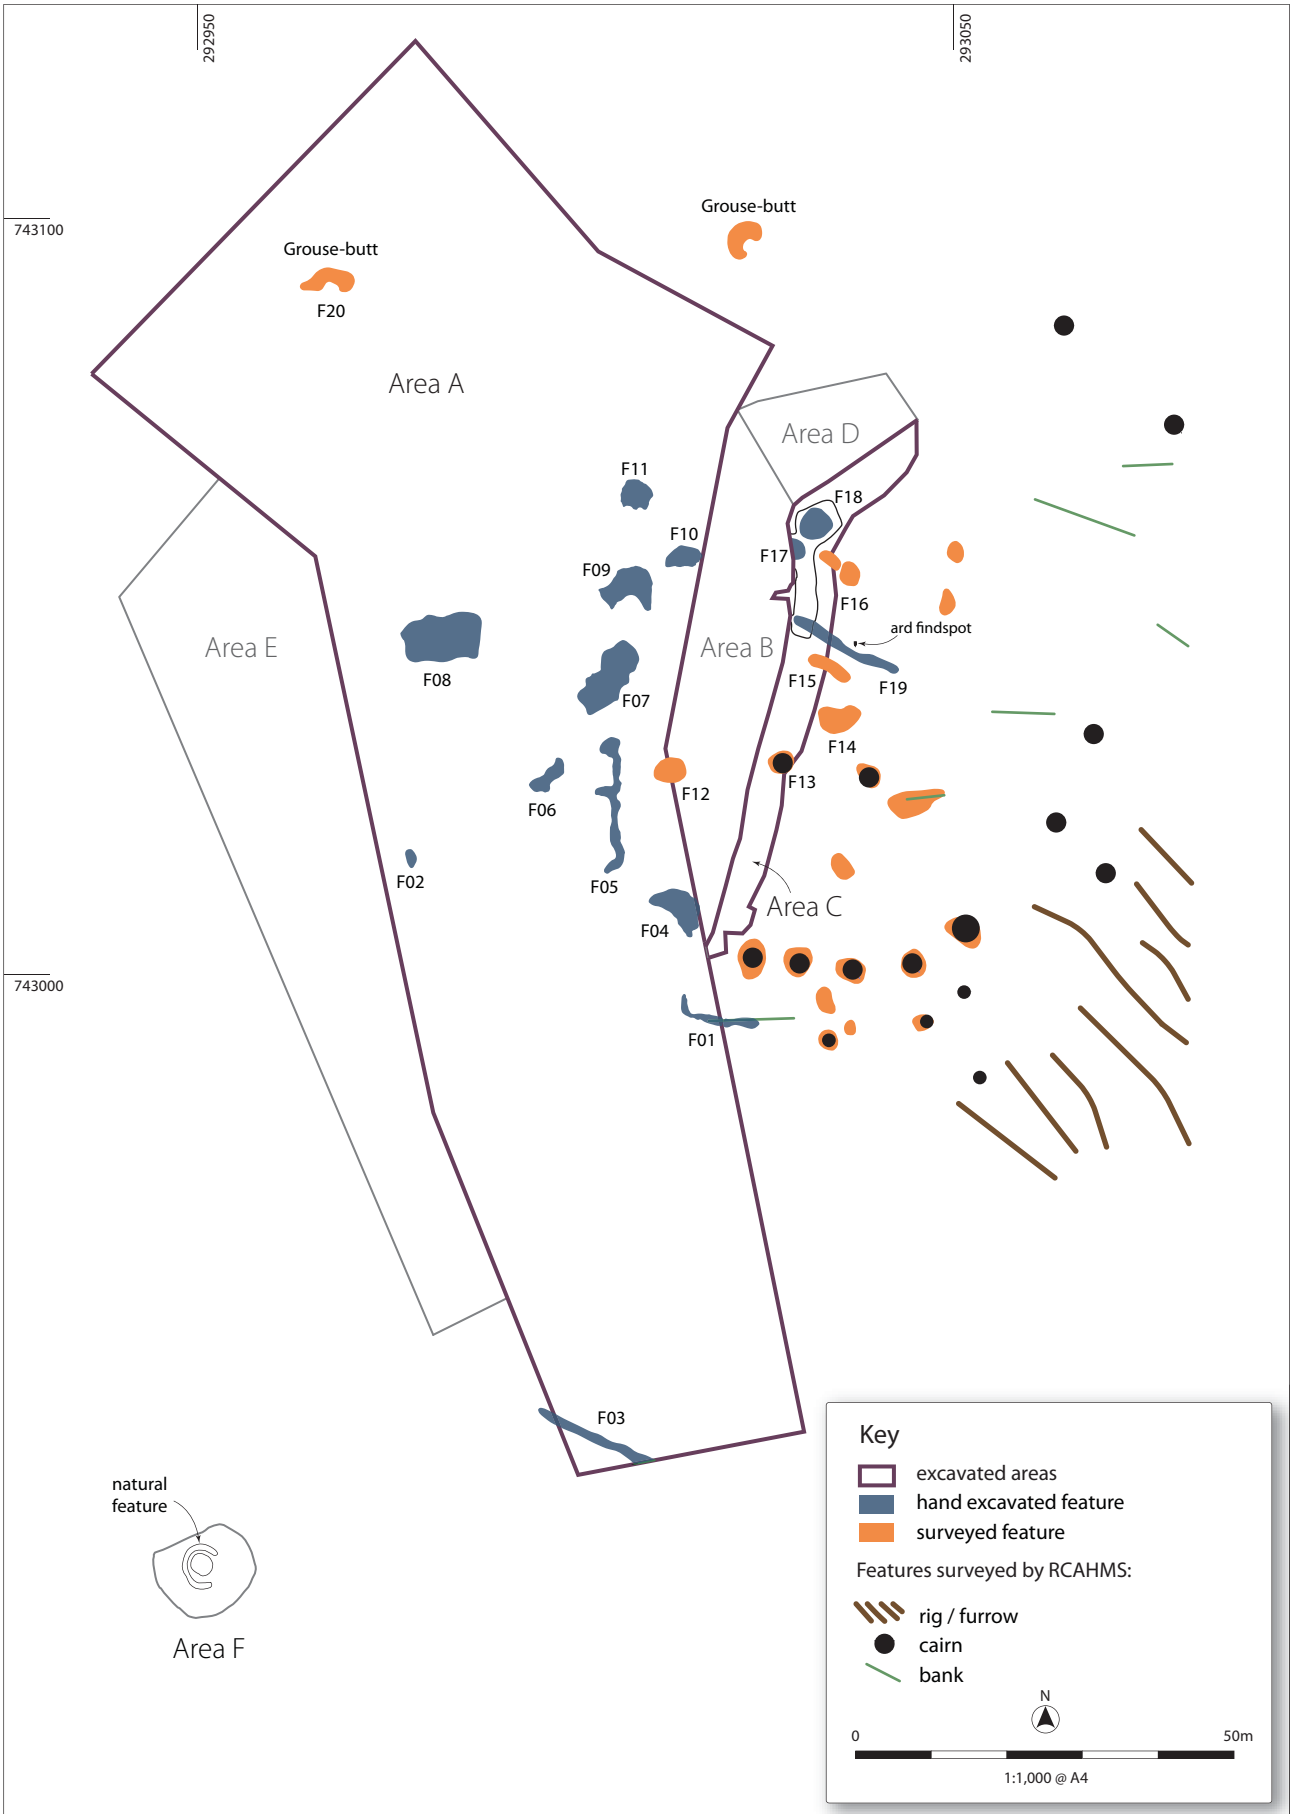 292950
293050
743100
Grouse-butt
Grouse-butt
F20
Area A
Area D
F11
F18
F10
F17
F09
F16
ard findspot
Area E
Area B
F08
F15
F19
F07
F14
F13
F12
F06
F02
F05
Area C
F04
743000
F01
F03
natural
feature
Area F
Key
excavated areas
hand excavated feature
surveyed feature
Features surveyed by RCAHMS:
rig / furrow
cairn
bank
N
0
50m
1:1,000 @ A4